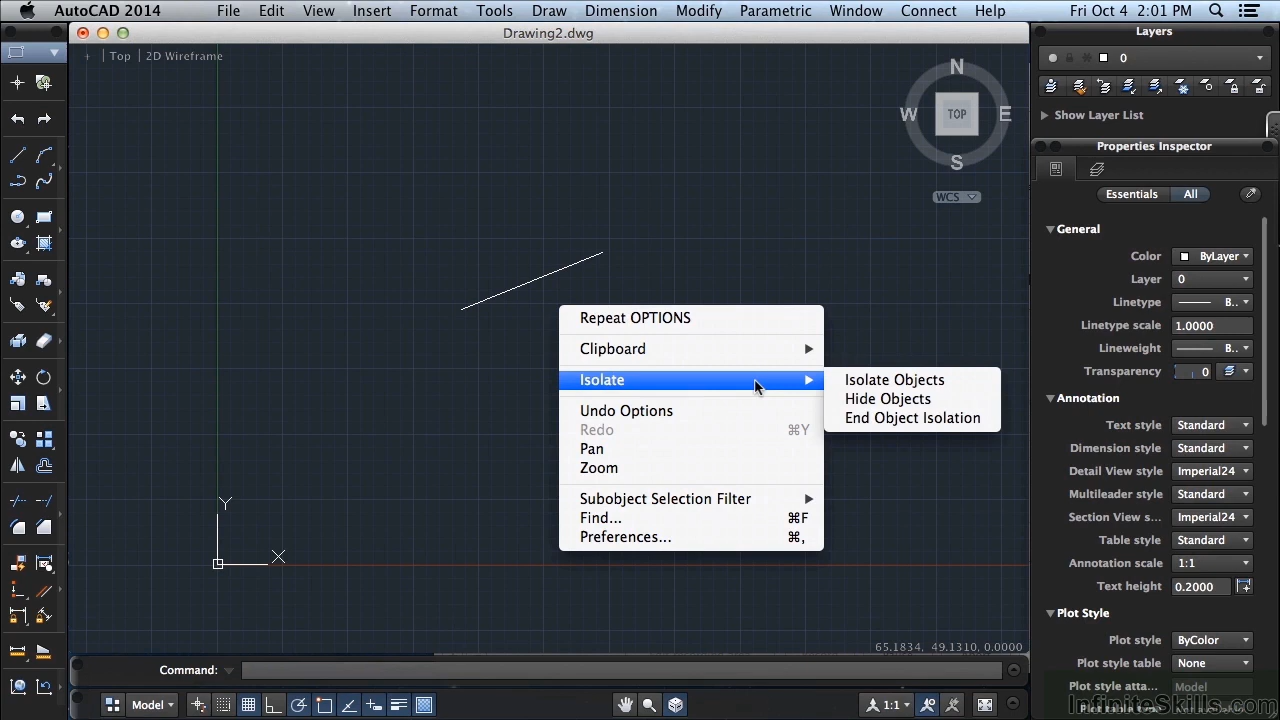 AutoCAD 2014 File Edit View Insert Format Tools Draw Dimension Modify Parametric Window Connect Help Fri Oct 4 2:01 PM
Drawing2.dwg
+ Top 2D Wireframe
N
W TOP E
S
WCS
Repeat OPTIONS
Clipboard
Isolate
Undo Options
Redo ⌘Y
Pan
Zoom
Subobject Selection Filter
Find... ⌘F
Preferences... ⌘,
Isolate Objects
Hide Objects
End Object Isolation
Y
X
65.1834, 49.1310, 0.0000
Command:
Model
1:1
Layers
0
Show Layer List
Properties Inspector
Essentials All
General
Color ByLayer
Layer 0
Linetype B..
Linetype scale 1.0000
Lineweight B..
Transparency 0
Annotation
Text style Standard
Dimension style Standard
Detail View style Imperial24
Multileader style Standard
Section View s... Imperial24
Table style Standard
Annotation scale 1:1
Text height 0.2000
Plot Style
Plot style ByColor
Plot style table None
Plot style atta... Model
InfiniteSkills.com